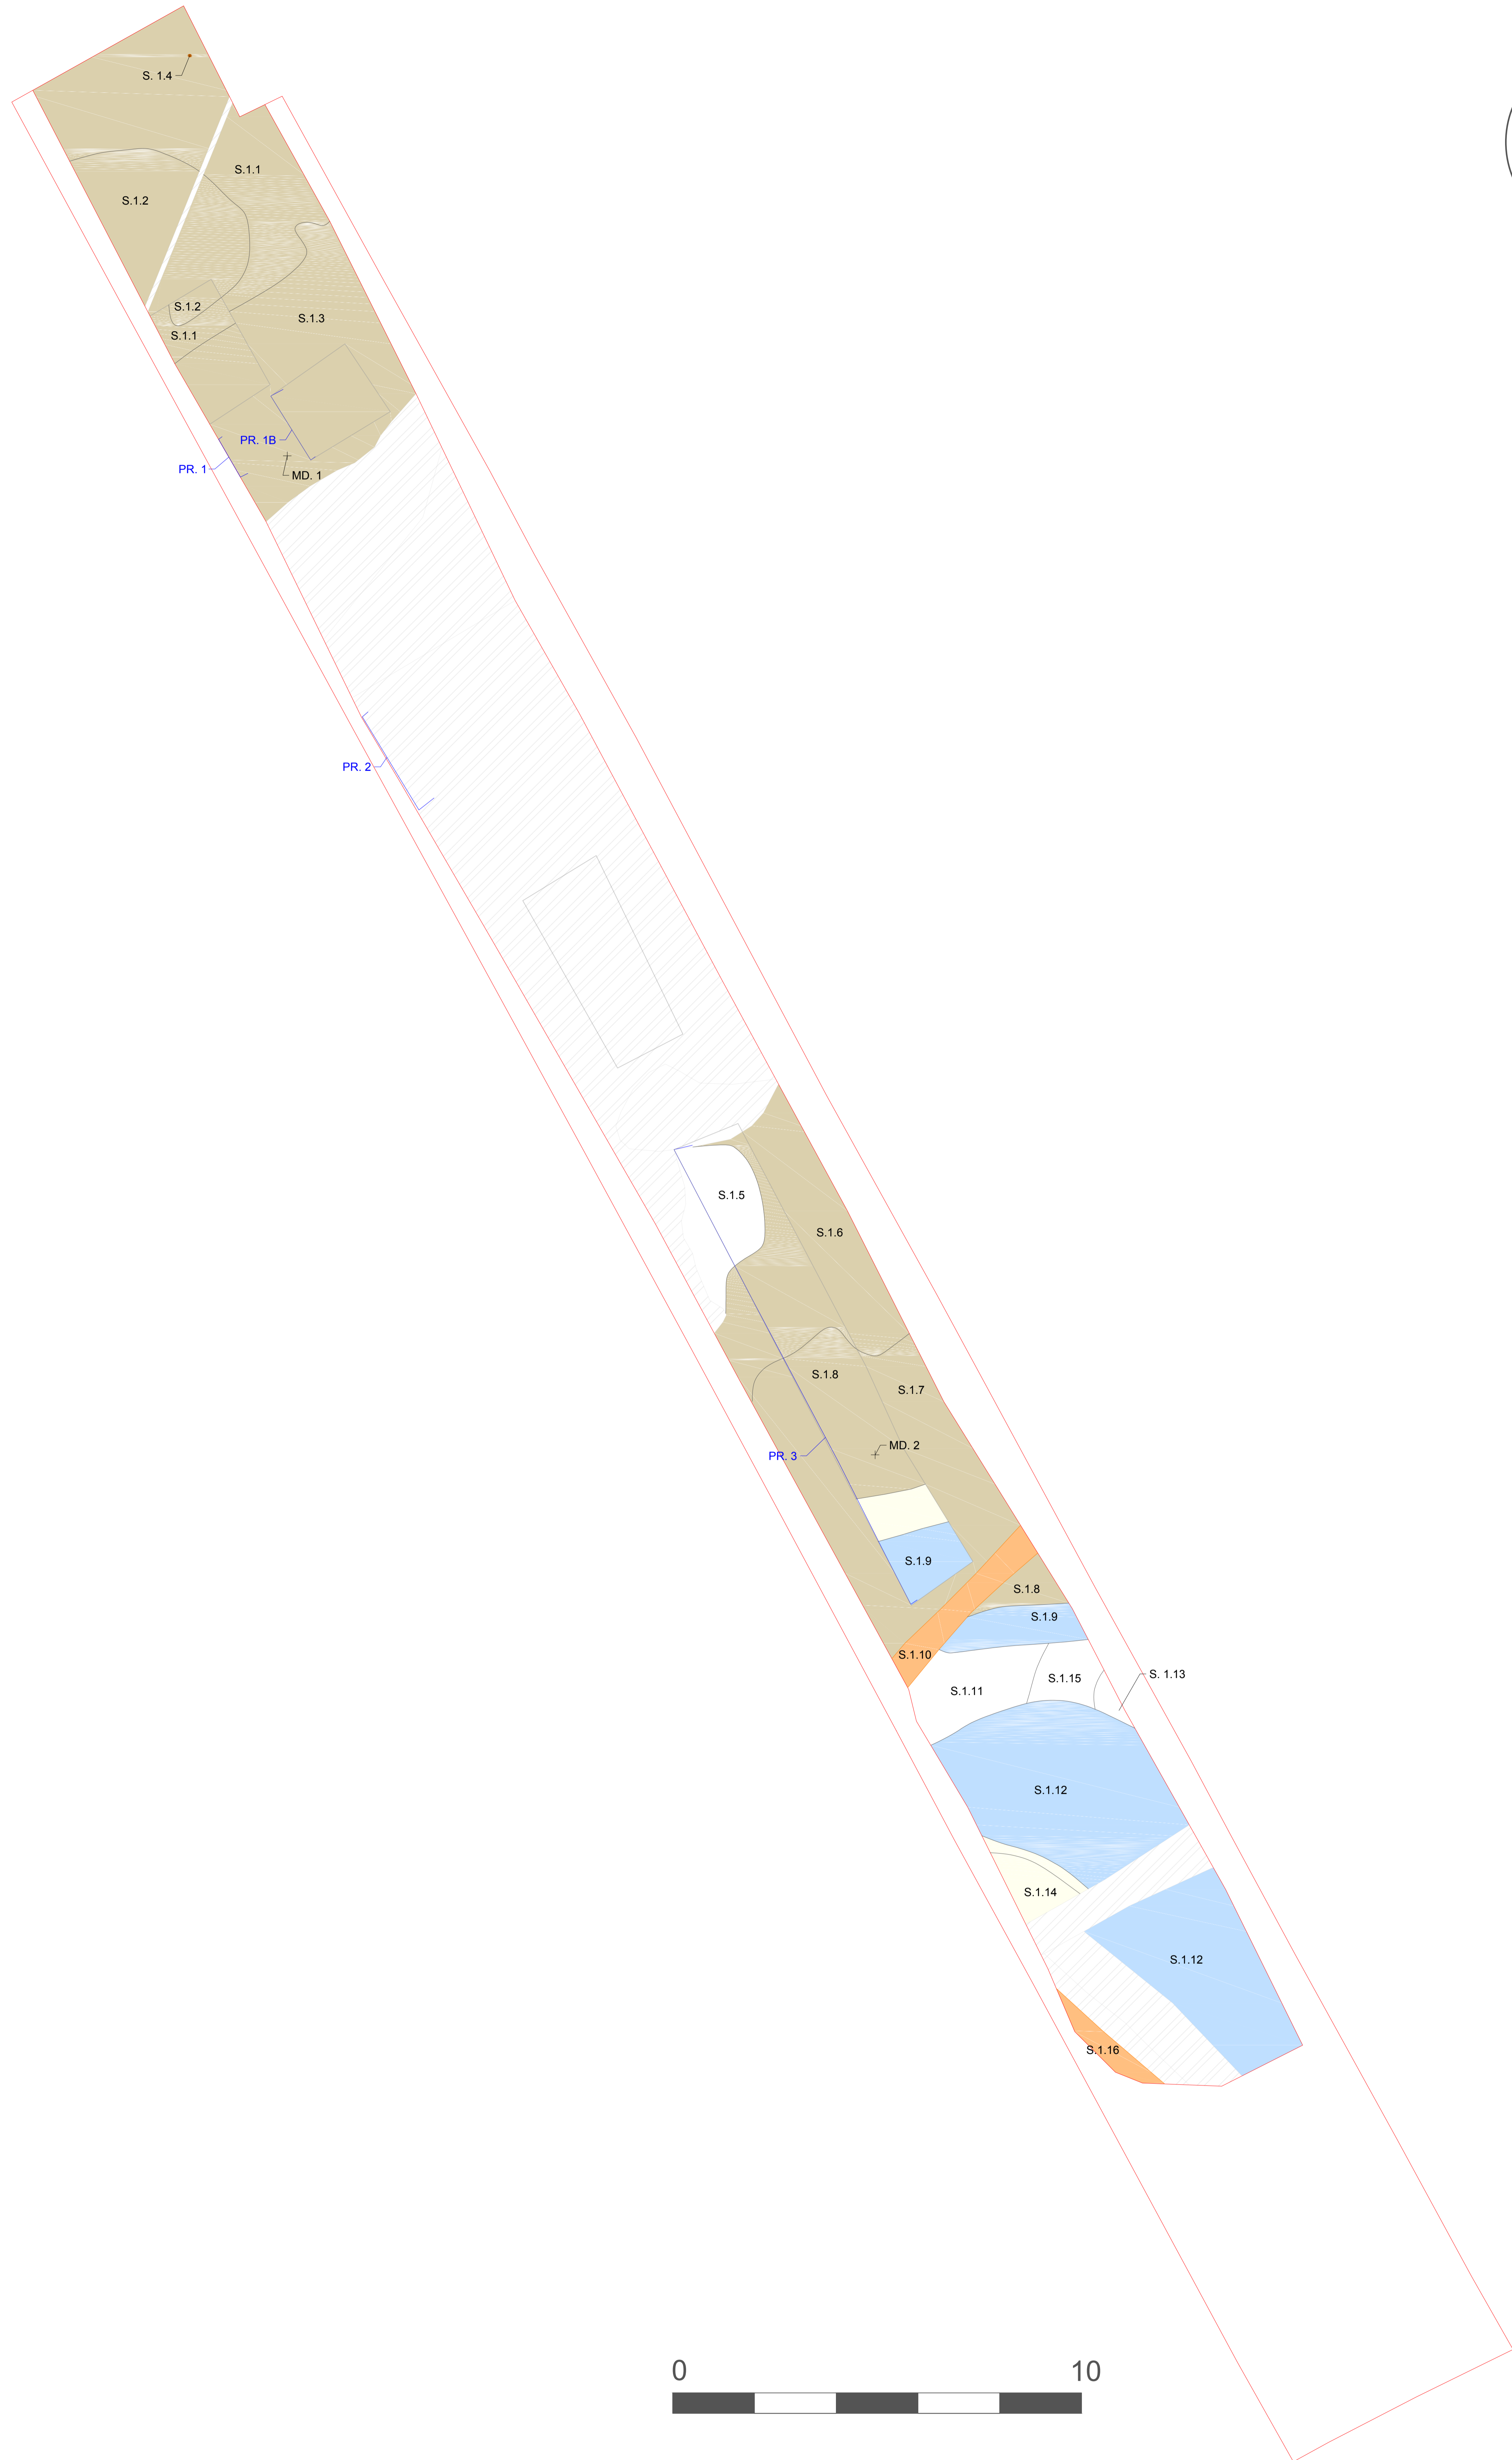 S. 1.4
S.1.1
S.1.2
S.1.2
S.1.3
S.1.1
PR. 1B
PR. 1
MD. 1
PR. 2
S.1.5
S.1.6
S.1.8
S.1.7
MD. 2
PR. 3
S.1.9
S.1.8
S.1.9
S.1.10
S. 1.13
S.1.15
S.1.11
S.1.12
S.1.14
S.1.12
S.1.16
0 10